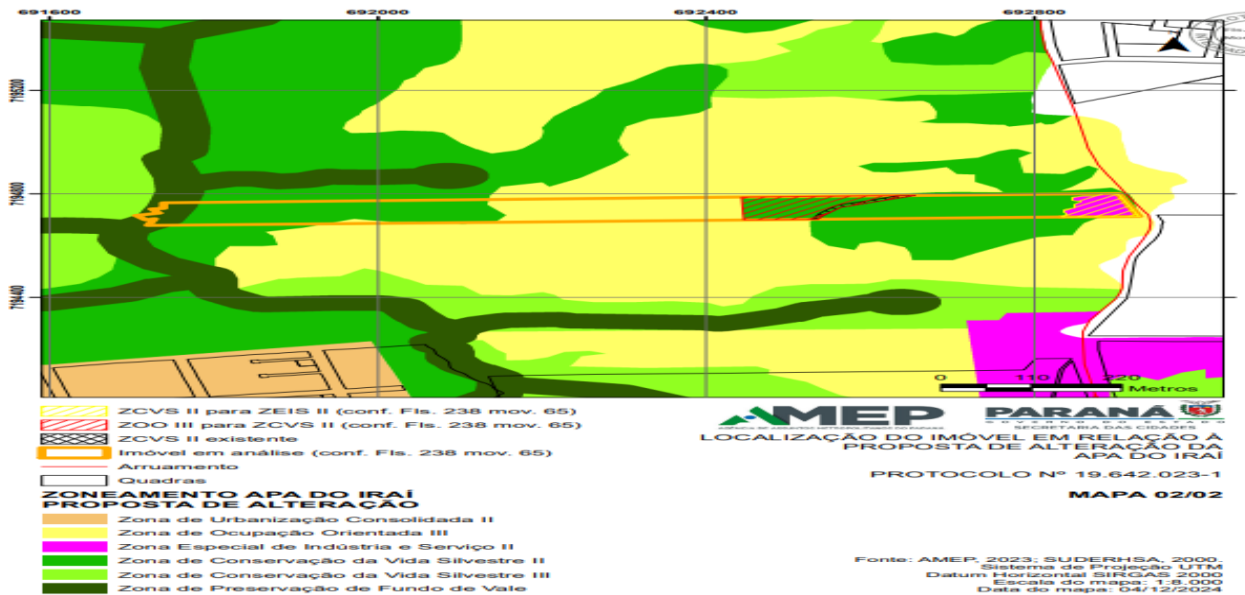 691600 692000 692400 692800
7194800
7194400
0 110 220
Metros
ZCVS II para ZEIS II (conf. Fls. 238 mov. 65)
ZOO III para ZCVS II (conf. Fls. 238 mov. 65)
ZCVS II existente
Imóvel em análise (conf. Fls. 238 mov. 65)
Arruamento
Quadras
ZONEAMENTO APA DO IRAÍ
PROPOSTA DE ALTERAÇÃO
Zona de Urbanização Consolidada II
Zona de Ocupação Orientada III
Zona Especial de Indústria e Serviço II
Zona de Conservação da Vida Silvestre II
Zona de Conservação da Vida Silvestre III
Zona de Preservação de Fundo de Vale
AMEP
PARANÁ
GOVERNO DO ESTADO
SECRETARIA DAS CIDADES
LOCALIZAÇÃO DO IMÓVEL EM RELAÇÃO À
PROPOSTA DE ALTERAÇÃO DA
APA DO IRAÍ
PROTOCOLO Nº 19.642.023-1
MAPA 02/02
Fonte: AMEP, 2023; SUDERHSA, 2000.
Sistema de Projeção UTM
Datum Horizontal SIRGAS 2000
Escala do mapa: 1:8.000
Data do mapa: 04/12/2024